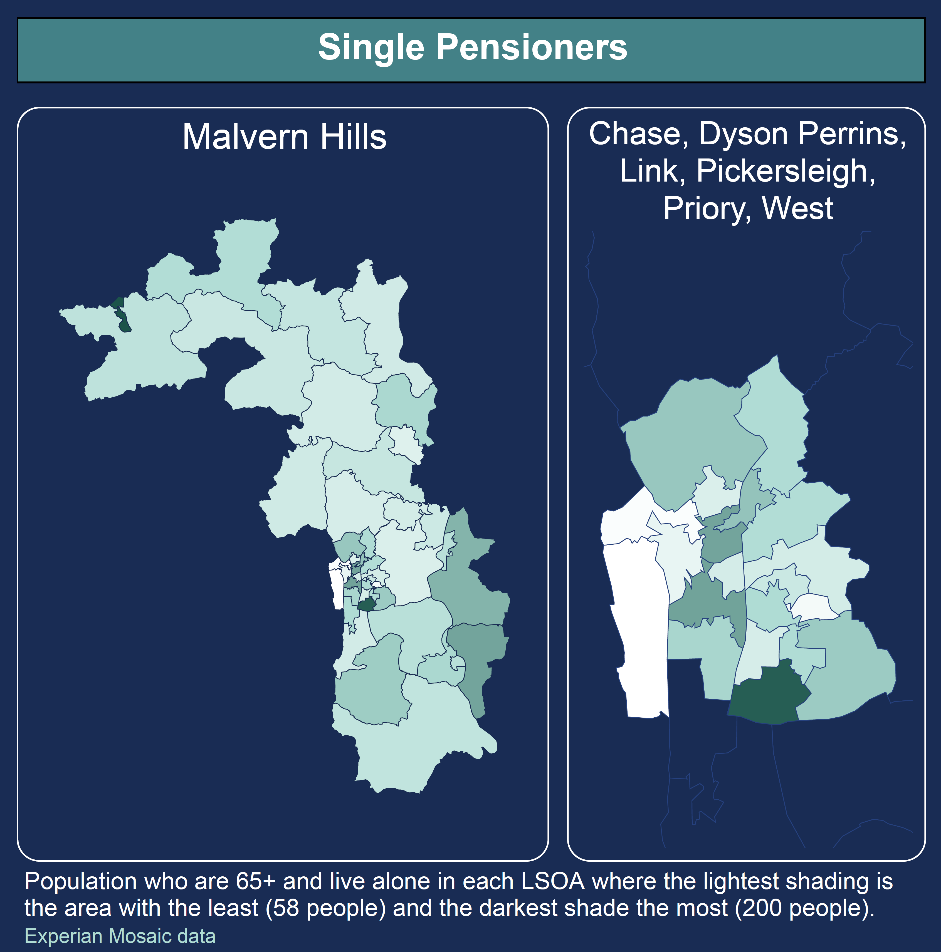 Single Pensioners
Malvern Hills
Chase, Dyson Perrins,
Link, Pickersleigh,
Priory, West
Population who are 65+ and live alone in each LSOA where the lightest shading is
the area with the least (58 people) and the darkest shade the most (200 people).
Experian Mosaic data